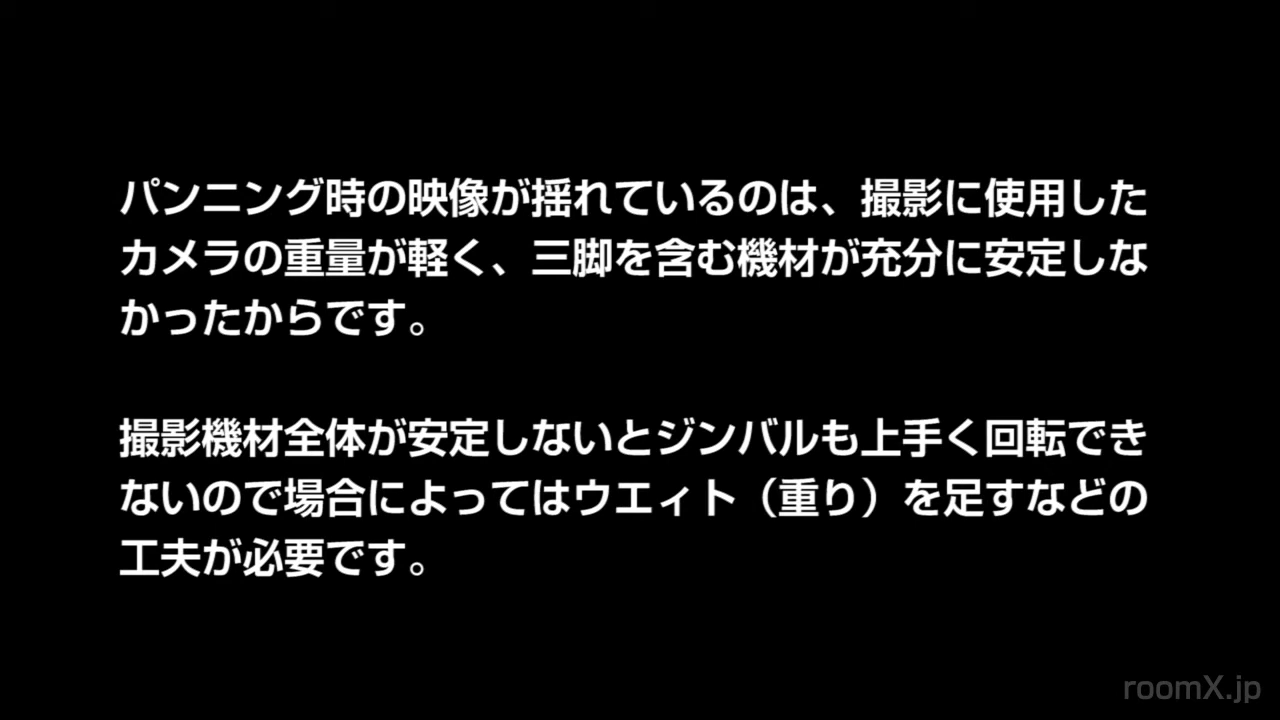 パンニング時の映像が揺れているのは、撮影に使用した
カメラの重量が軽く、三脚を含む機材が充分に安定しな
かったからです。
撮影機材全体が安定しないとジンバルも上手く回転でき
ないので場合によってはウエィト（重り）を足すなどの
工夫が必要です。
roomX.jp